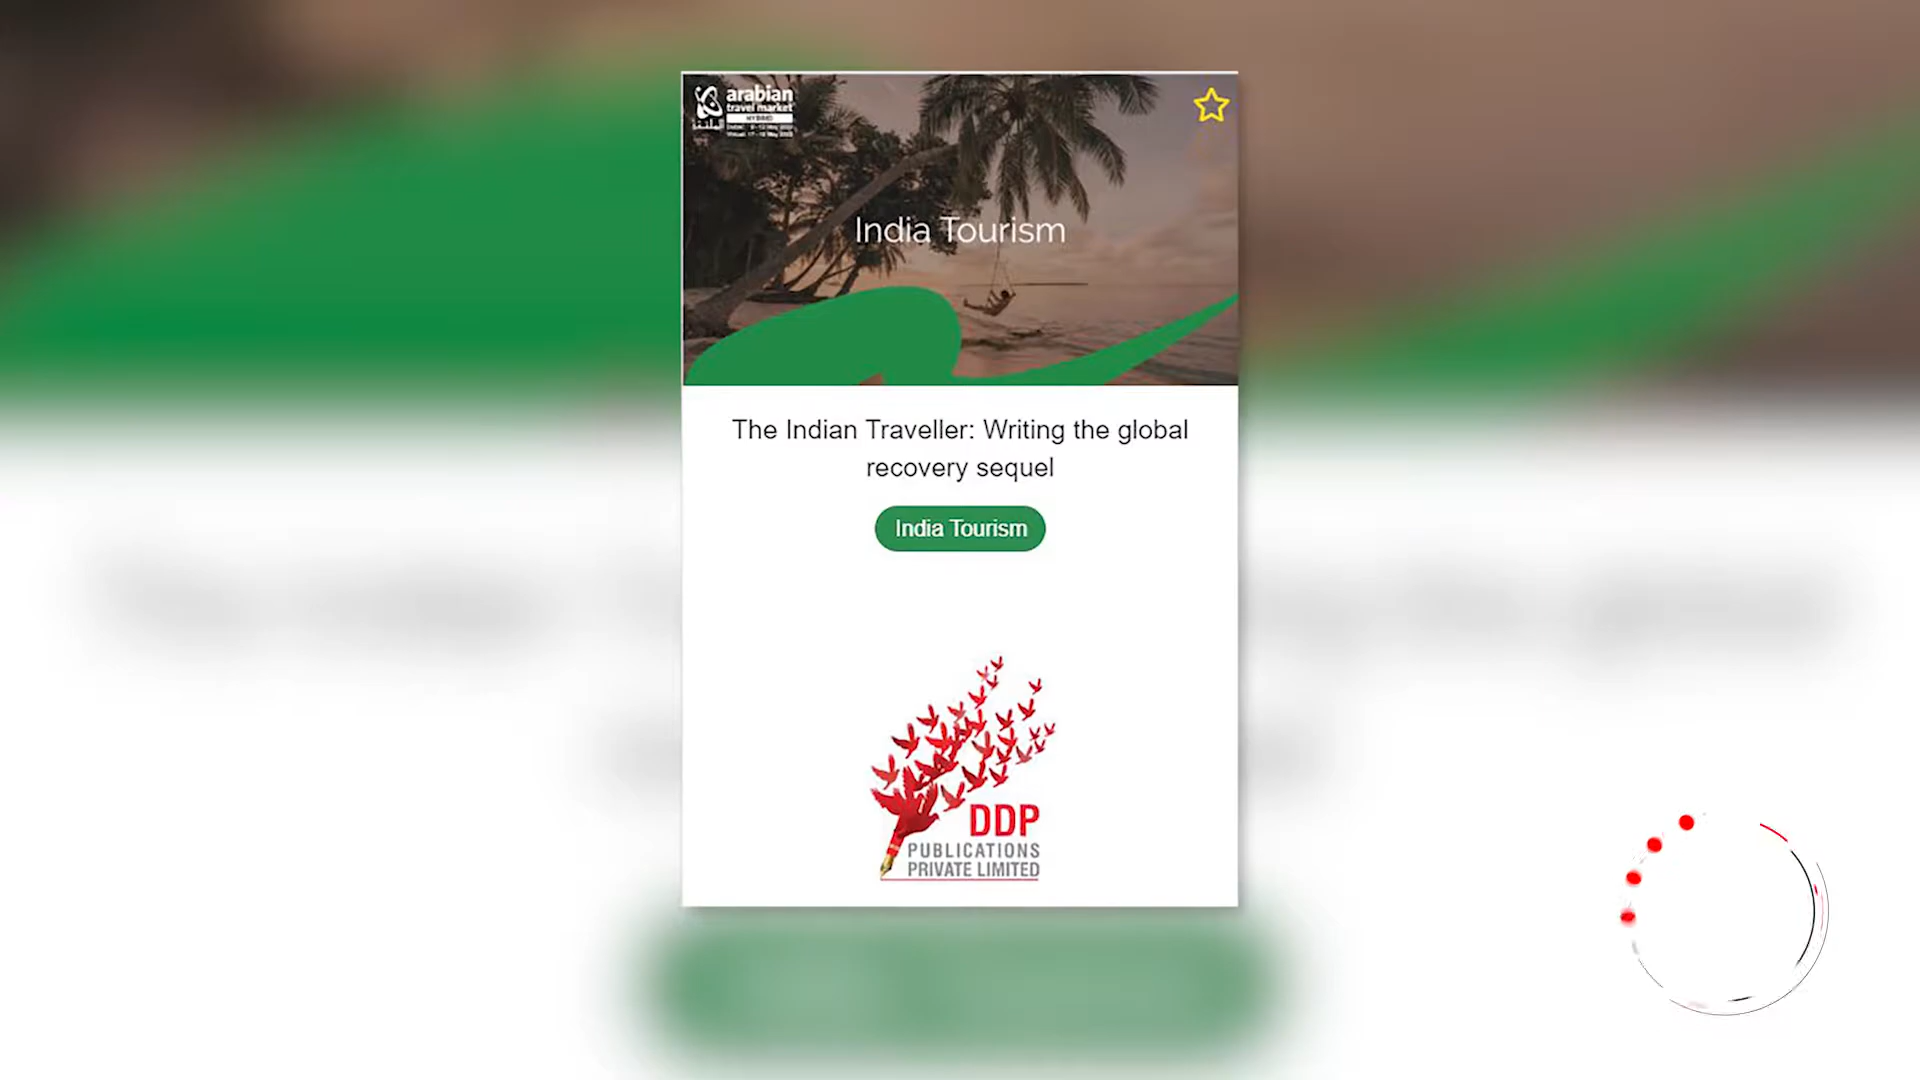 arabian
travel market
HYBRID
India Tourism
The Indian Traveller: Writing the global
recovery sequel
India Tourism
DDP
PUBLICATIONS
PRIVATE LIMITED